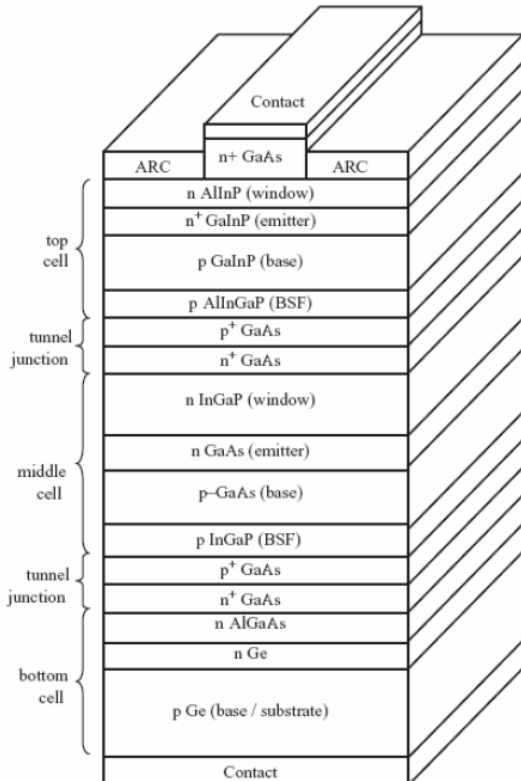 Contact
n+ GaAs
ARC
ARC
n AlInP (window)
n⁺ GaInP (emitter)
top
cell
p GaInP (base)
p AlInGaP (BSF)
tunnel
junction
p⁺ GaAs
n⁺ GaAs
n InGaP (window)
n GaAs (emitter)
middle
cell
p–GaAs (base)
p InGaP (BSF)
tunnel
junction
p⁺ GaAs
n⁺ GaAs
n AlGaAs
n Ge
bottom
cell
p Ge (base / substrate)
Contact